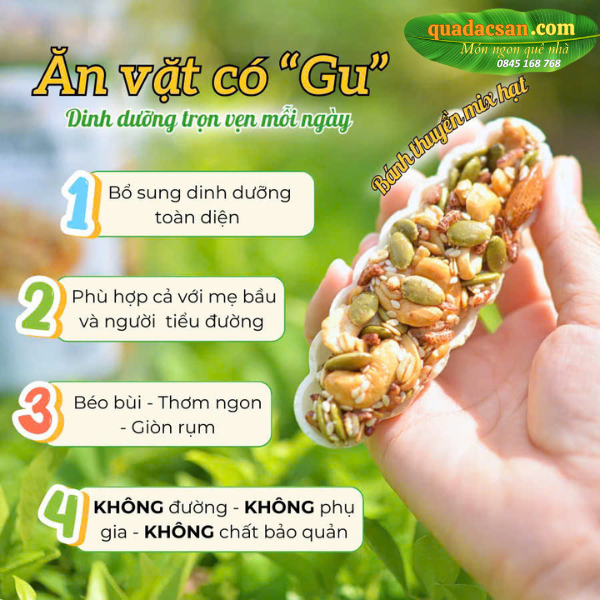 quadacsan.com
Món ngon quê nhà
0845 168 768
Ăn vặt có “Gu”
Dinh dưỡng trọn vẹn mỗi ngày
Bánh thuyền mix hạt
1
Bổ sung dinh dưỡng
toàn diện
2
Phù hợp cả với mẹ bầu
và người tiểu đường
3
Béo bùi - Thơm ngon
- Giòn rụm
4
KHÔNG đường - KHÔNG phụ
gia - KHÔNG chất bảo quản